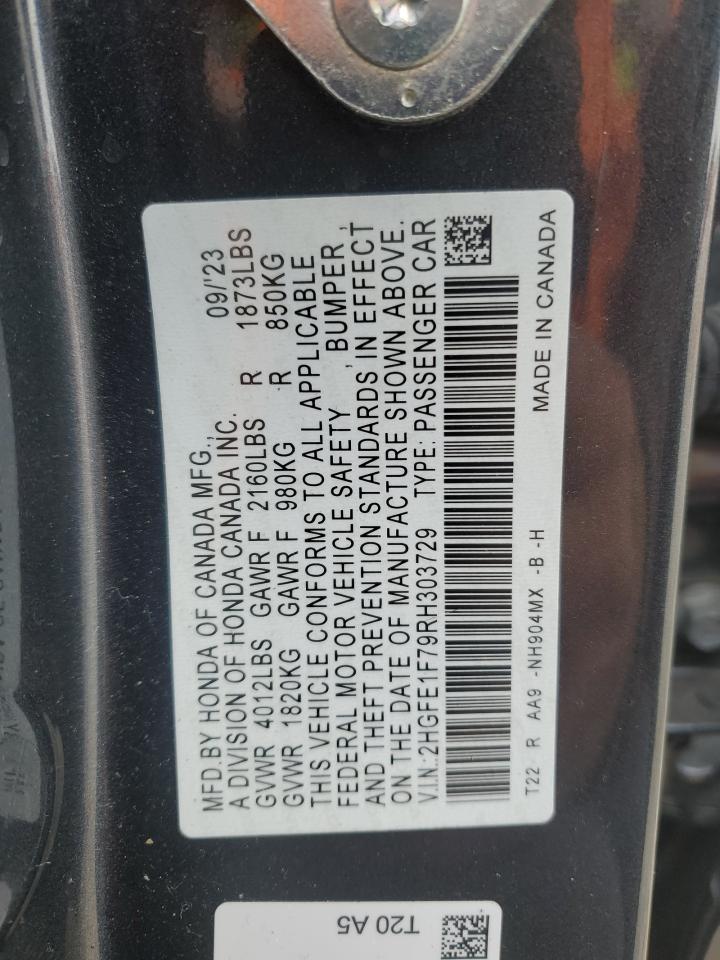 MFD.BY HONDA OF CANADA MFG., 09/'23
A DIVISION OF HONDA CANADA INC.
GVWR 4012LBS GAWR F 2160LBS R 1873LBS
GVWR 1820KG GAWR F 980KG R 850KG
THIS VEHICLE CONFORMS TO ALL APPLICABLE
FEDERAL MOTOR VEHICLE SAFETY , BUMPER ,
AND THEFT PREVENTION STANDARDS IN EFFECT
ON THE DATE OF MANUFACTURE SHOWN ABOVE.
V.I.N.:2HGFE1F79RH303729 TYPE: PASSENGER CAR
T22 R AA9 -NH904MX -B -H MADE IN CANADA
T20 A5